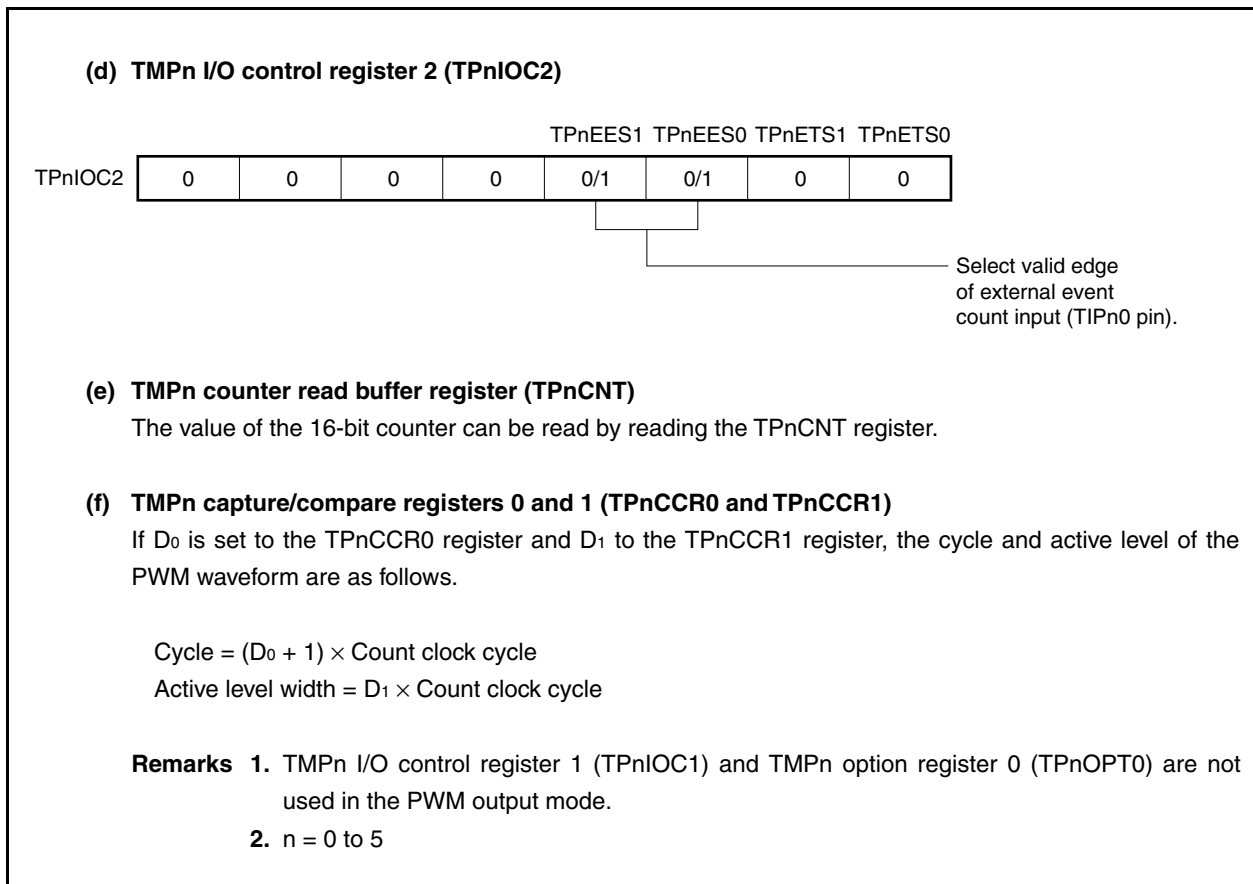 (d) TMPn I/O control register 2 (TPnIOC2)
TPnEES1 TPnEES0 TPnETS1 TPnETS0
TPnIOC2 0 0 0 0 0/1 0/1 0 0
Select valid edge
of external event
count input (TIPn0 pin).
(e) TMPn counter read buffer register (TPnCNT)
The value of the 16-bit counter can be read by reading the TPnCNT register.
(f) TMPn capture/compare registers 0 and 1 (TPnCCR0 and TPnCCR1)
If D0 is set to the TPnCCR0 register and D1 to the TPnCCR1 register, the cycle and active level of the
PWM waveform are as follows.
Cycle = (D0 + 1) × Count clock cycle
Active level width = D1 × Count clock cycle
Remarks 1. TMPn I/O control register 1 (TPnIOC1) and TMPn option register 0 (TPnOPT0) are not
used in the PWM output mode.
2. n = 0 to 5